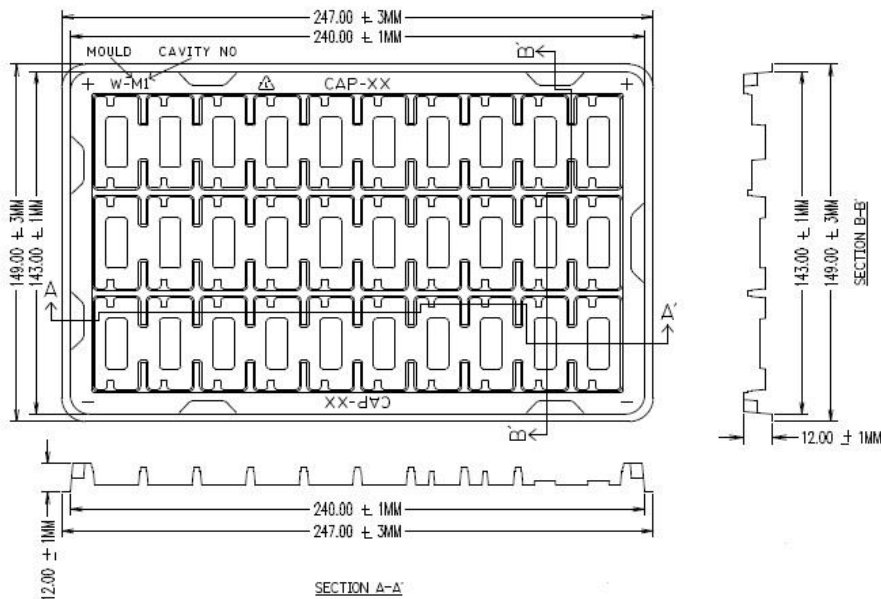 247.00 ± 3MM
240.00 ± 1MM
MOULD CAVITY NO
B'
+ W-M1 CAP-XX +
149.00 ± 3MM
143.00 ± 1MM
143.00 ± 1MM
149.00 ± 3MM
SECTION B-B'
A
A'
- CAP-XX -
B'
12.00 ± 1MM
12.00 ± 1MM
240.00 ± 1MM
247.00 ± 3MM
SECTION A-A'